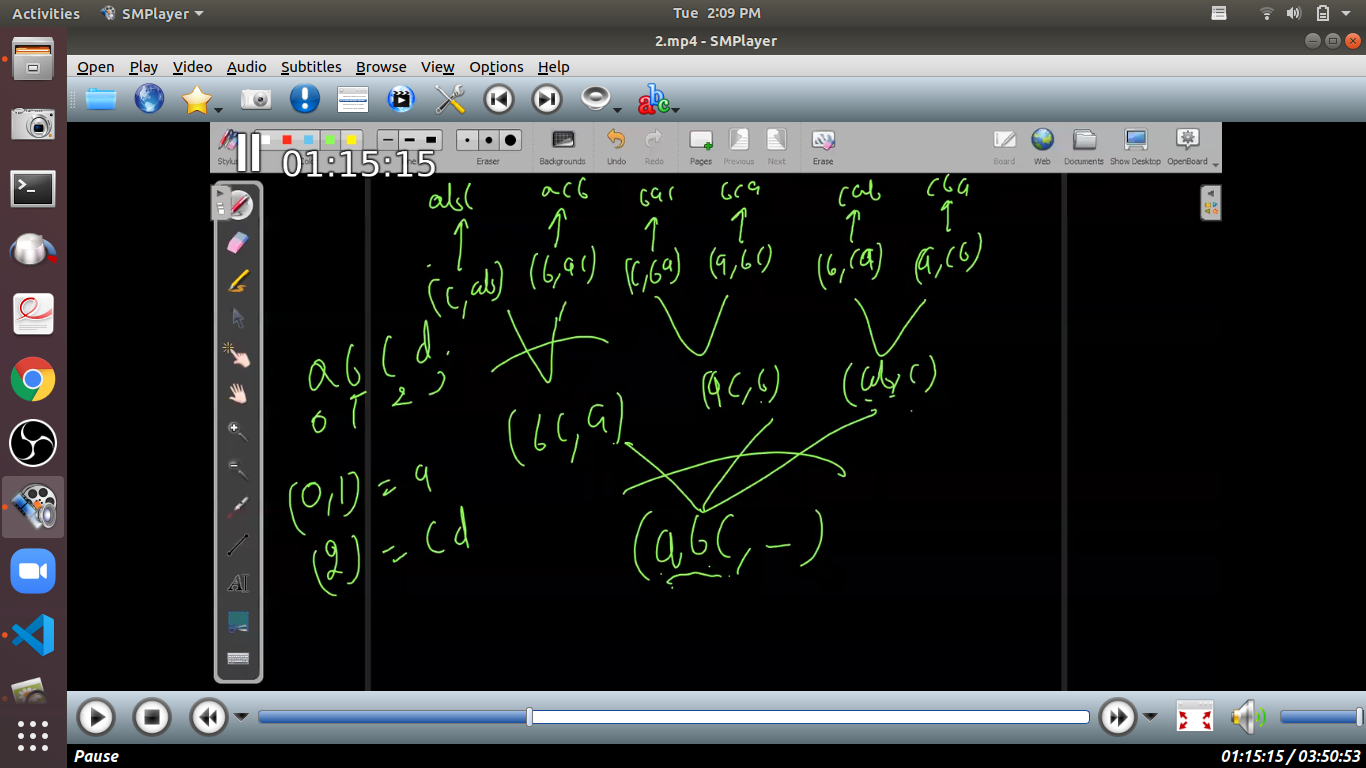 Activities SMPlayer Tue 2:09 PM
2.mp4 - SMPlayer
Open Play Video Audio Subtitles Browse View Options Help
Stylus Eraser Backgrounds Undo Redo Pages Previous Next Erase Board Web Documents Show Desktop OpenBoard
01:15:15
abc acb bac bca cab cba
(c, ab) (b, ac) (c, ba) (a, bc) (b, ca) (a, cb)
a b c d
0 1 2 3
(bc, a) (ac, b) (ab, c)
(0,1) = a
(2) = cd
(abc, -)
Pause 01:15:15 / 03:50:53